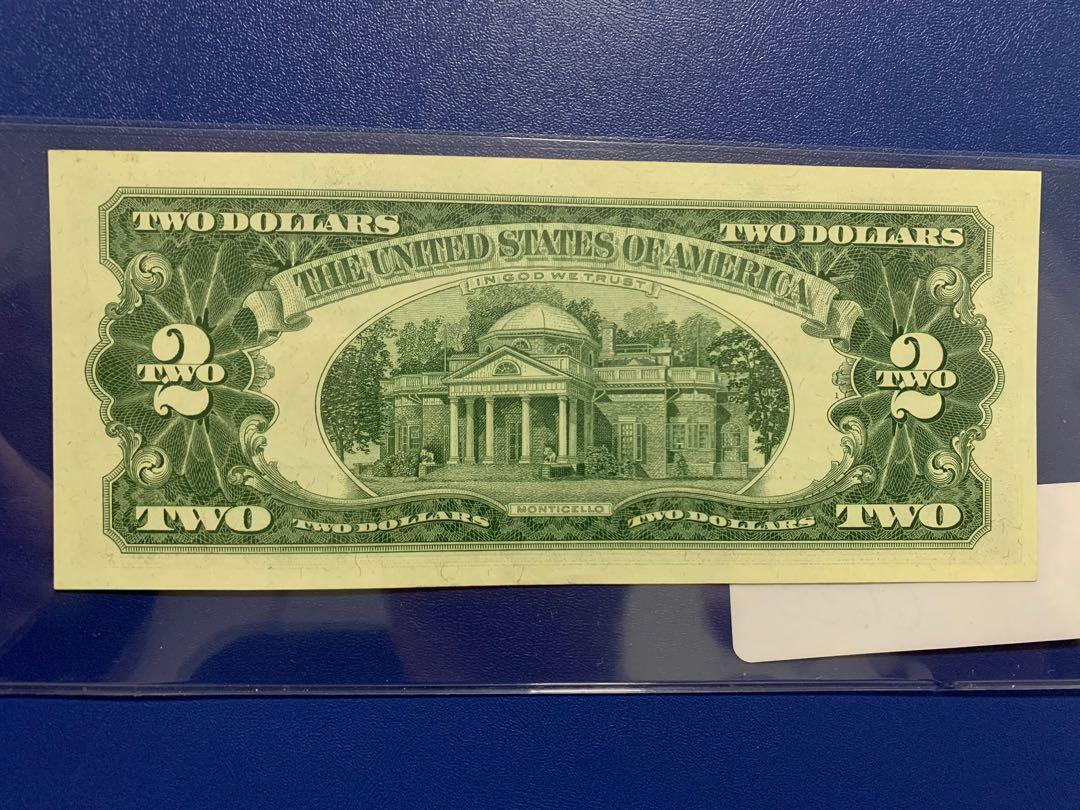 TWO DOLLARS TWO DOLLARS
THE UNITED STATES OF AMERICA
IN GOD WE TRUST
2 2
TWO TWO
MONTICELLO
TWO TWO DOLLARS TWO DOLLARS TWO